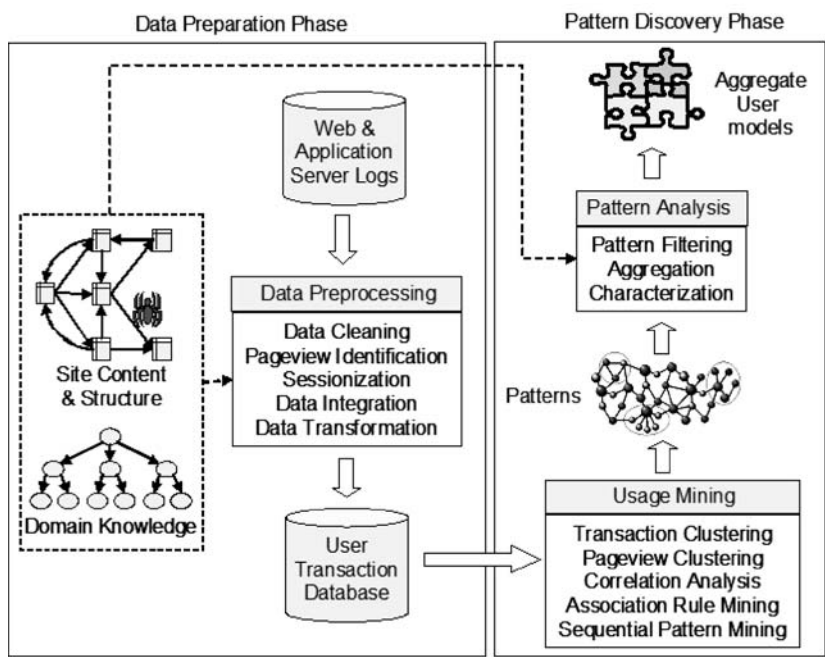 Data Preparation Phase
Web &
Application
Server Logs
Site Content
& Structure
Domain Knowledge
Data Preprocessing
Data Cleaning
Pageview Identification
Sessionization
Data Integration
Data Transformation
User
Transaction
Database
Pattern Discovery Phase
Aggregate
User
models
Pattern Analysis
Pattern Filtering
Aggregation
Characterization
Patterns
Usage Mining
Transaction Clustering
Pageview Clustering
Correlation Analysis
Association Rule Mining
Sequential Pattern Mining